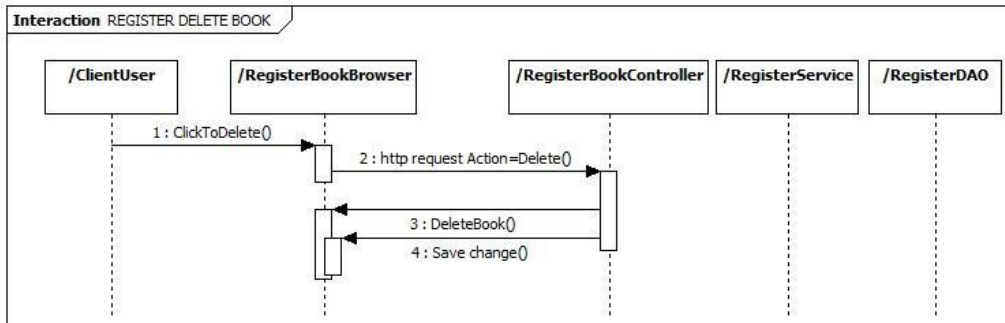 Interaction REGISTER DELETE BOOK
/ClientUser
/RegisterBookBrowser
/RegisterBookController
/RegisterService
/RegisterDAO
1 : ClickToDelete()
2 : http request Action=Delete()
3 : DeleteBook()
4 : Save change()